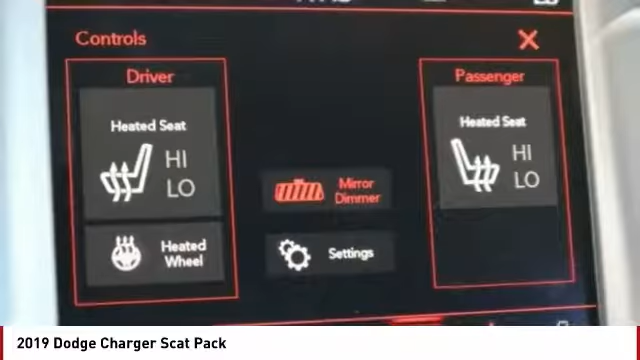 Controls
Driver
Passenger
Heated Seat
HI
LO
Heated Seat
HI
LO
Mirror
Dimmer
Heated
Wheel
Settings
2019 Dodge Charger Scat Pack